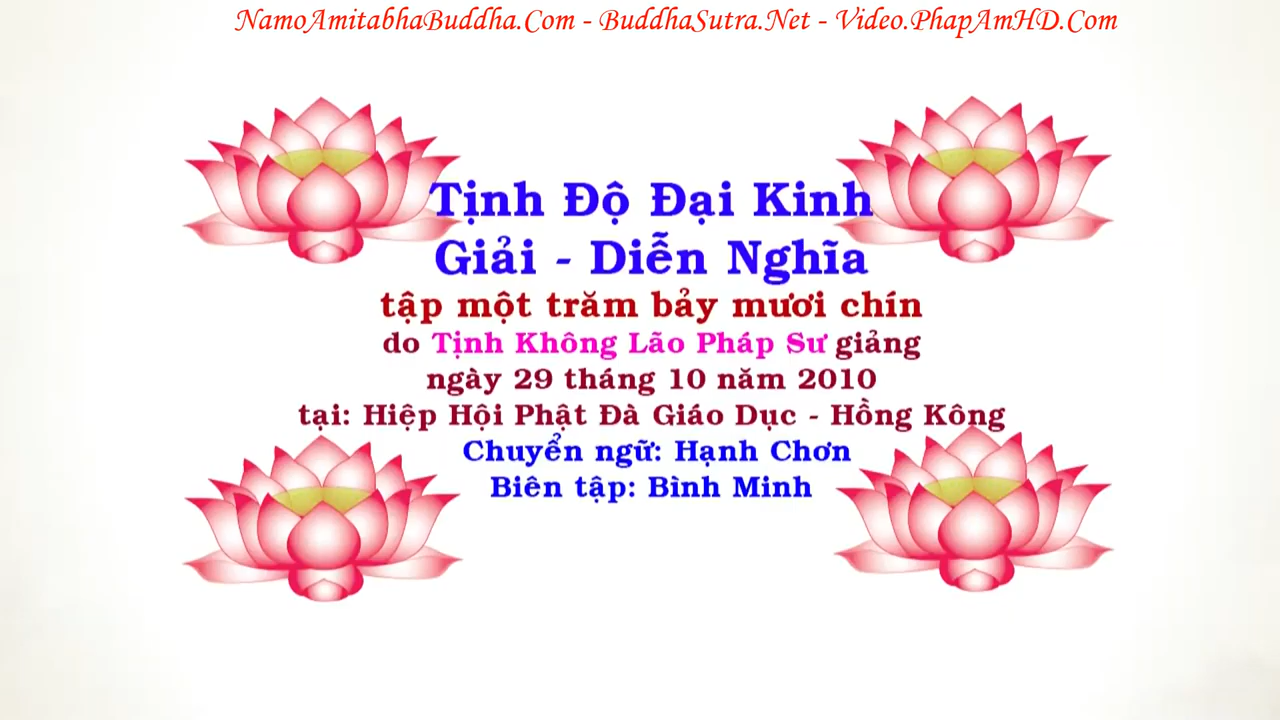 NamoAmitabhaBuddha.Com - BuddhaSutra.Net - Video.PhapAmHD.Com
Tịnh Độ Đại Kinh
Giải - Diễn Nghĩa
tập một trăm bảy mươi chín
do Tịnh Không Lão Pháp Sư giảng
ngày 29 tháng 10 năm 2010
tại: Hiệp Hội Phật Đà Giáo Dục - Hồng Kông
Chuyển ngữ: Hạnh Chơn
Biên tập: Bình Minh